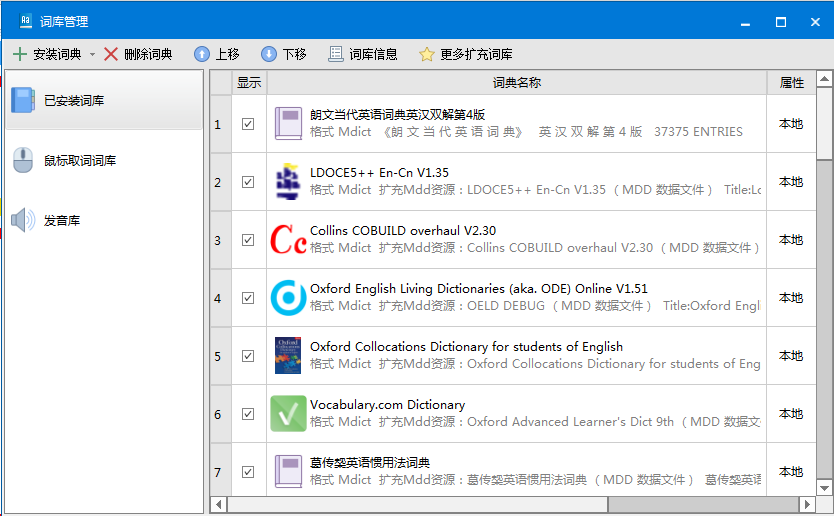 词库管理
安装词典 删除词典 上移 下移 词库信息 更多扩充词库
已安装词库
鼠标取词词库
发音库
显示 词典名称 属性
1 朗文当代英语词典英汉双解第4版 本地
格式 Mdict 《朗 文 当 代 英 语 词 典》 英 汉 双 解 第 4 版 37375 ENTRIES
2 LDOCE5++ En-Cn V1.35 本地
格式 Mdict 扩充Mdd资源：LDOCE5++ En-Cn V1.35 （ MDD 数据文件 ） Title:Lc
3 Collins COBUILD overhaul V2.30 本地
格式 Mdict 扩充Mdd资源：Collins COBUILD overhaul V2.30 （ MDD 数据文件 ）
4 Oxford English Living Dictionaries (aka. ODE) Online V1.51 本地
格式 Mdict 扩充Mdd资源：OELD DEBUG （ MDD 数据文件 ） Title:Oxford Engl
5 Oxford Collocations Dictionary for students of English 本地
格式 Mdict 扩充Mdd资源：Oxford Collocations Dictionary for students of Eng
6 Vocabulary.com Dictionary 本地
格式 Mdict 扩充Mdd资源：Oxford Advanced Learner's Dict 9th （ MDD 数据文
7 葛传椝英语惯用法词典 本地
格式 Mdict 扩充Mdd资源：葛传椝英语惯用法词典 （ MDD 数据文件 ） 葛传椝英语